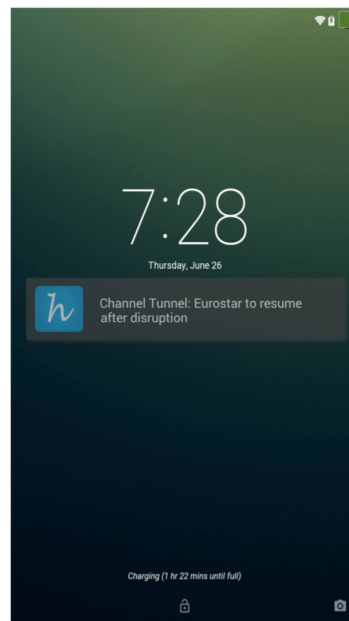 7:28
Thursday, June 26
h
Channel Tunnel: Eurostar to resume
after disruption
Charging (1 hr 22 mins until full)